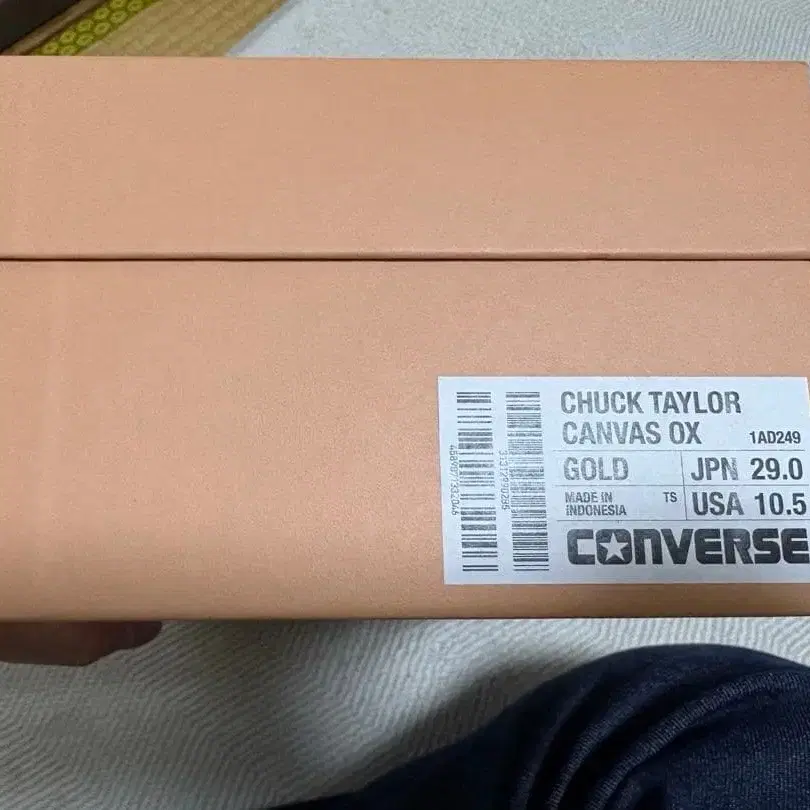 CHUCK TAYLOR
CANVAS OX 1AD249
GOLD JPN 29.0
MADE IN INDONESIA TS USA 10.5
CONVERSE